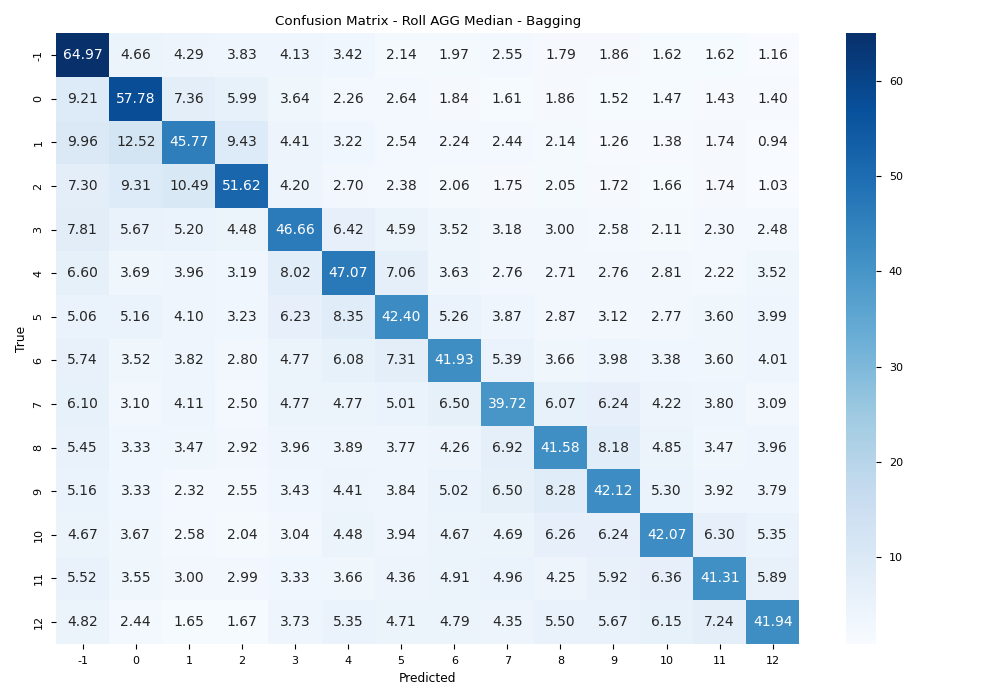 Confusion Matrix - Roll AGG Median - Bagging
-1 64.97 4.66 4.29 3.83 4.13 3.42 2.14 1.97 2.55 1.79 1.86 1.62 1.62 1.16
0 9.21 57.78 7.36 5.99 3.64 2.26 2.64 1.84 1.61 1.86 1.52 1.47 1.43 1.40
1 9.96 12.52 45.77 9.43 4.41 3.22 2.54 2.24 2.44 2.14 1.26 1.38 1.74 0.94
2 7.30 9.31 10.49 51.62 4.20 2.70 2.38 2.06 1.75 2.05 1.72 1.66 1.74 1.03
3 7.81 5.67 5.20 4.48 46.66 6.42 4.59 3.52 3.18 3.00 2.58 2.11 2.30 2.48
4 6.60 3.69 3.96 3.19 8.02 47.07 7.06 3.63 2.76 2.71 2.76 2.81 2.22 3.52
5 5.06 5.16 4.10 3.23 6.23 8.35 42.40 5.26 3.87 2.87 3.12 2.77 3.60 3.99
6 5.74 3.52 3.82 2.80 4.77 6.08 7.31 41.93 5.39 3.66 3.98 3.38 3.60 4.01
7 6.10 3.10 4.11 2.50 4.77 4.77 5.01 6.50 39.72 6.07 6.24 4.22 3.80 3.09
8 5.45 3.33 3.47 2.92 3.96 3.89 3.77 4.26 6.92 41.58 8.18 4.85 3.47 3.96
9 5.16 3.33 2.32 2.55 3.43 4.41 3.84 5.02 6.50 8.28 42.12 5.30 3.92 3.79
10 4.67 3.67 2.58 2.04 3.04 4.48 3.94 4.67 4.69 6.26 6.24 42.07 6.30 5.35
11 5.52 3.55 3.00 2.99 3.33 3.66 4.36 4.91 4.96 4.25 5.92 6.36 41.31 5.89
12 4.82 2.44 1.65 1.67 3.73 5.35 4.71 4.79 4.35 5.50 5.67 6.15 7.24 41.94
-1 0 1 2 3 4 5 6 7 8 9 10 11 12
Predicted
True
60
50
40
30
20
10